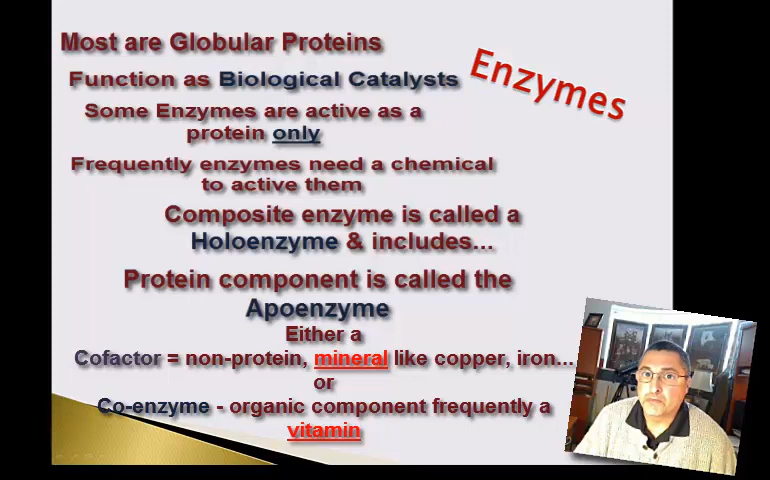 Most are Globular Proteins
Enzymes
Function as Biological Catalysts
Some Enzymes are active as a
protein only
Frequently enzymes need a chemical
to active them
Composite enzyme is called a
Holoenzyme & includes...
Protein component is called the
Apoenzyme
Either a
Cofactor = non-protein, mineral like copper, iron...
or
Co-enzyme - organic component frequently a
vitamin